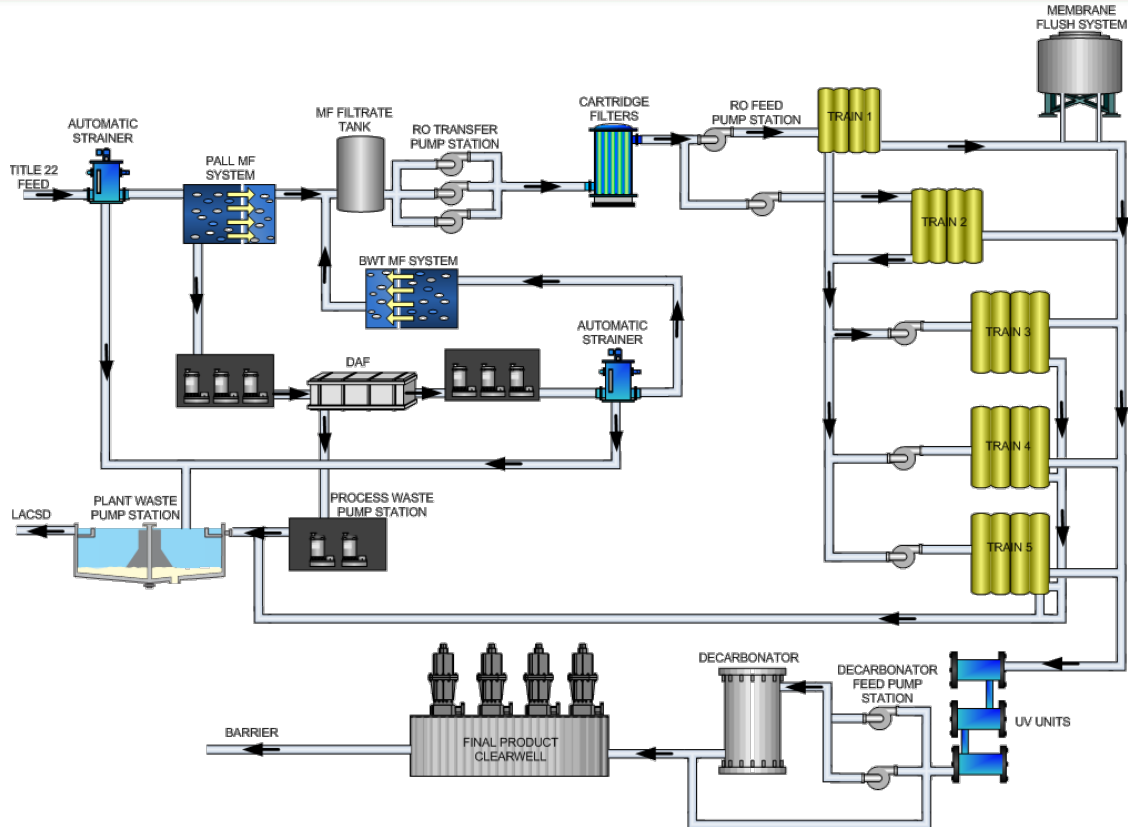 MEMBRANE
FLUSH SYSTEM
AUTOMATIC
STRAINER
MF FILTRATE
TANK
CARTRIDGE
FILTERS
RO FEED
PUMP STATION
TRAIN 1
RO TRANSFER
PUMP STATION
TITLE 22
FEED
PALL MF
SYSTEM
TRAIN 2
BWT MF SYSTEM
AUTOMATIC
STRAINER
TRAIN 3
DAF
TRAIN 4
PLANT WASTE
PUMP STATION
PROCESS WASTE
PUMP STATION
LACSD
TRAIN 5
DECARBONATOR
DECARBONATOR
FEED PUMP
STATION
UV UNITS
BARRIER
FINAL PRODUCT
CLEARWELL